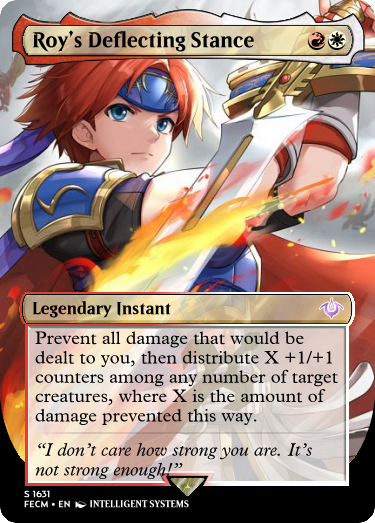 Roy's Deflecting Stance
Legendary Instant
Prevent all damage that would be
dealt to you, then distribute X +1/+1
counters among any number of target
creatures, where X is the amount of
damage prevented this way.
“I don't care how strong you are. It's
not strong enough!”
S 1631
FECM • EN INTELLIGENT SYSTEMS